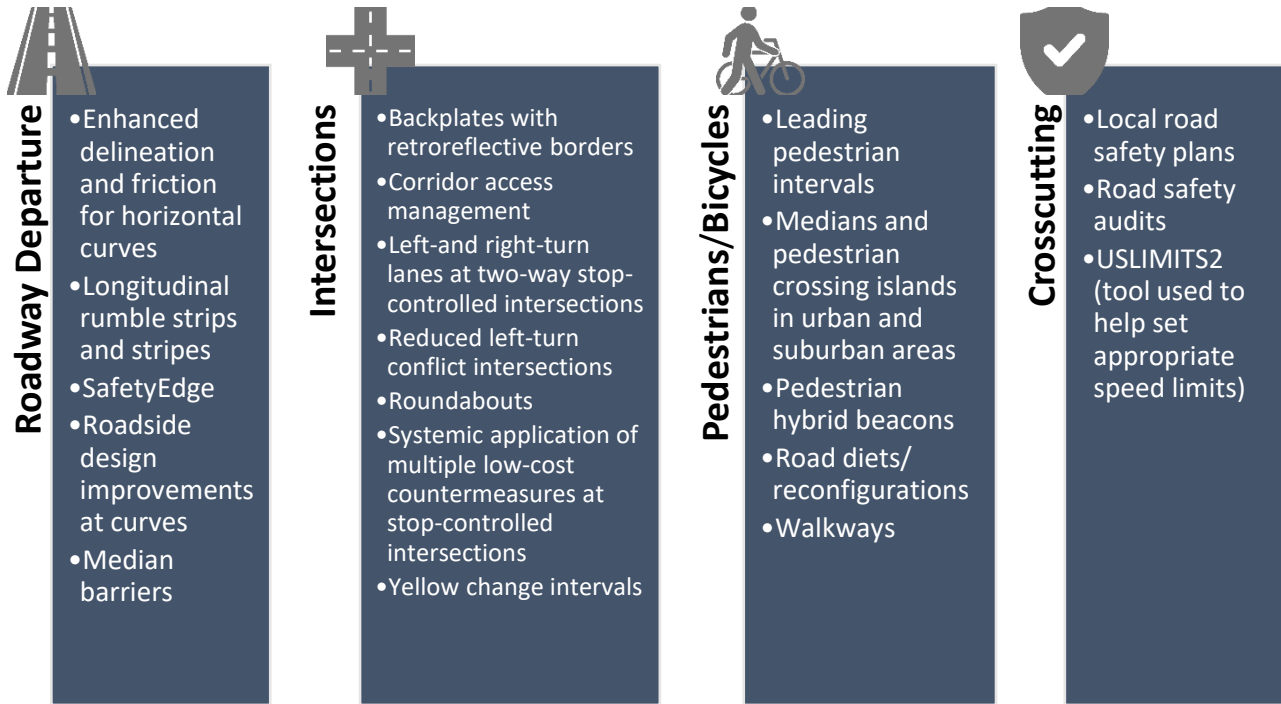 Roadway Departure
•Enhanced
delineation
and friction
for horizontal
curves
•Longitudinal
rumble strips
and stripes
•SafetyEdge
•Roadside
design
improvements
at curves
•Median
barriers
Intersections
•Backplates with
retroreflective borders
•Corridor access
management
•Left-and right-turn
lanes at two-way stop-
controlled intersections
•Reduced left-turn
conflict intersections
•Roundabouts
•Systemic application of
multiple low-cost
countermeasures at
stop-controlled
intersections
•Yellow change intervals
Pedestrians/Bicycles
•Leading
pedestrian
intervals
•Medians and
pedestrian
crossing islands
in urban and
suburban areas
•Pedestrian
hybrid beacons
•Road diets/
reconfigurations
•Walkways
Crosscutting
•Local road
safety plans
•Road safety
audits
•USLIMITS2
(tool used to
help set
appropriate
speed limits)